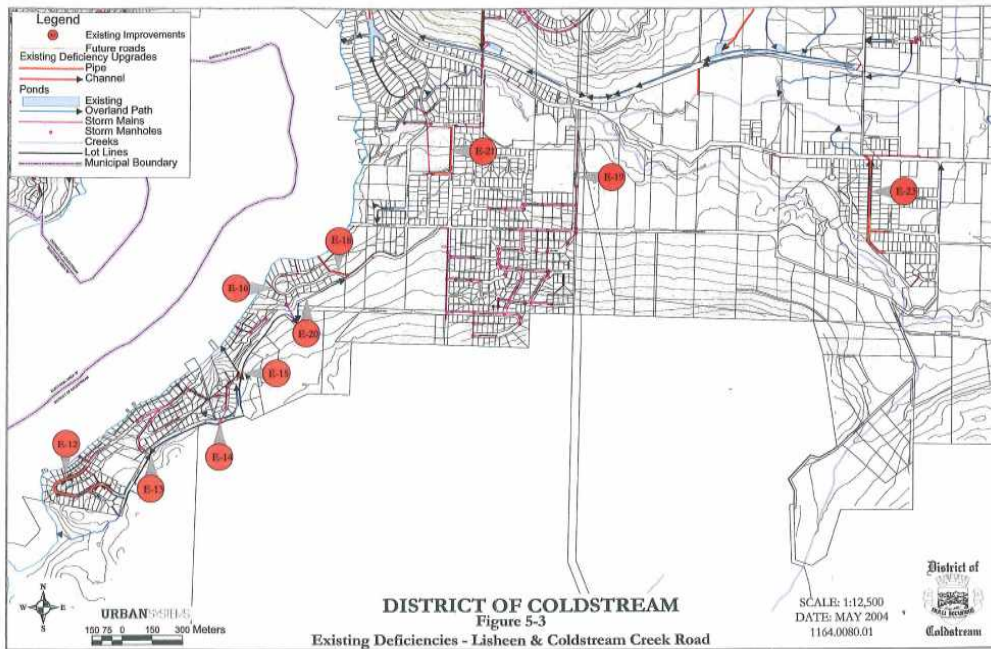 Legend
Existing Improvements
Future roads
Existing Deficiency Upgrades
Pipe
Channel
Ponds
Existing
Overland Path
Storm Mains
Storm Manholes
Creeks
Lot Lines
Municipal Boundary
E-21
E-19
E-23
E-18
E-16
E-20
E-15
E-12
E-14
E-13
N
W E
S
URBANSYSTEMS
150 75 0 150 300 Meters
DISTRICT OF COLDSTREAM
Figure 5-3
Existing Deficiencies - Lisheen & Coldstream Creek Road
SCALE: 1:12,500
DATE: MAY 2004
1164.0080.01
District of
Coldstream